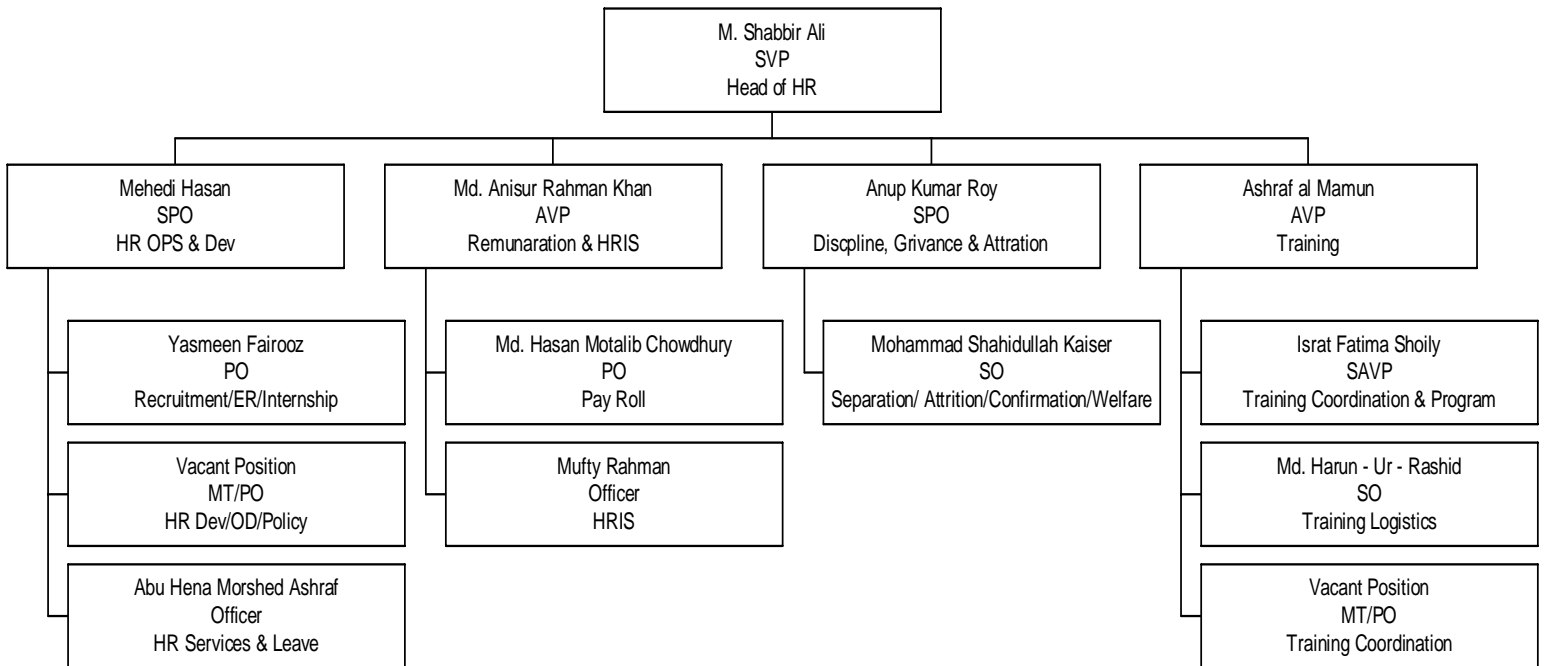 M. Shabbir Ali
SVP
Head of HR
Mehedi Hasan
SPO
HR OPS & Dev
Md. Anisur Rahman Khan
AVP
Remunaration & HRIS
Anup Kumar Roy
SPO
Discpline, Grivance & Attration
Ashraf al Mamun
AVP
Training
Yasmeen Fairooz
PO
Recruitment/ER/Internship
Md. Hasan Motalib Chowdhury
PO
Pay Roll
Mohammad Shahidullah Kaiser
SO
Separation/ Attrition/Confirmation/Welfare
Israt Fatima Shoily
SAVP
Training Coordination & Program
Vacant Position
MT/PO
HR Dev/OD/Policy
Mufty Rahman
Officer
HRIS
Md. Harun - Ur - Rashid
SO
Training Logistics
Abu Hena Morshed Ashraf
Officer
HR Services & Leave
Vacant Position
MT/PO
Training Coordination